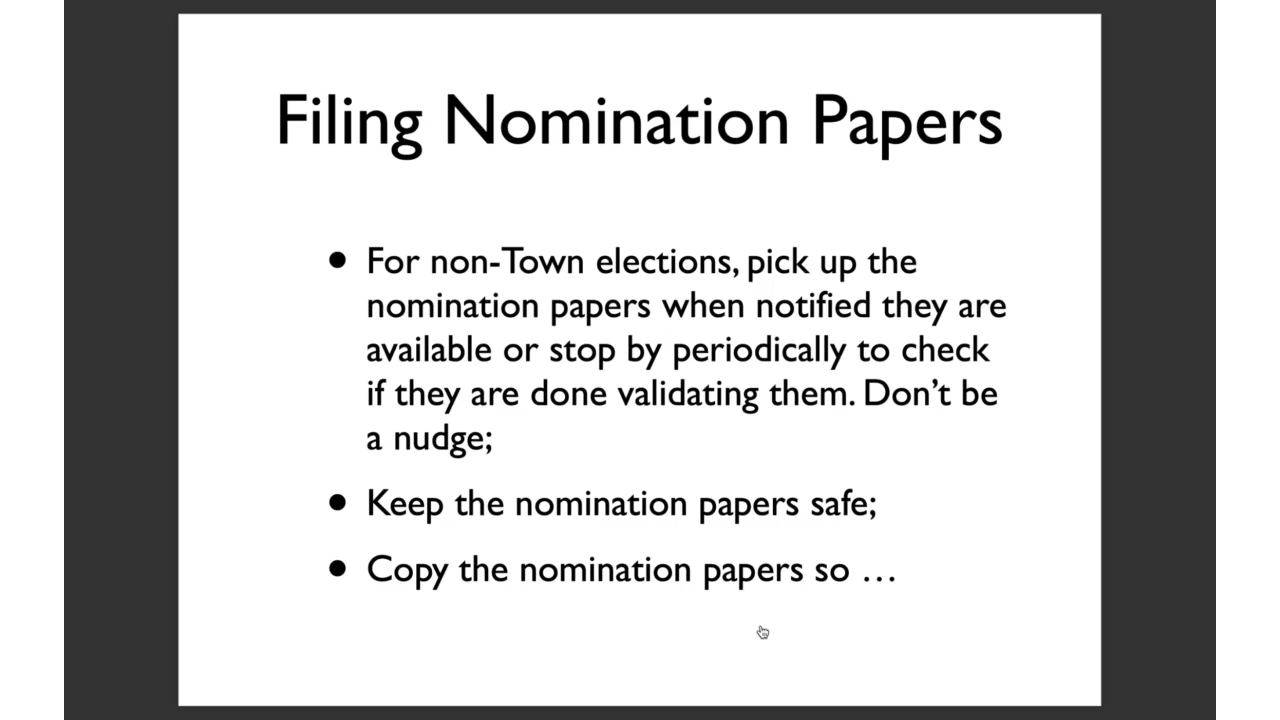 Filing Nomination Papers
• For non-Town elections, pick up the
nomination papers when notified they are
available or stop by periodically to check
if they are done validating them. Don’t be
a nudge;
• Keep the nomination papers safe;
• Copy the nomination papers so …